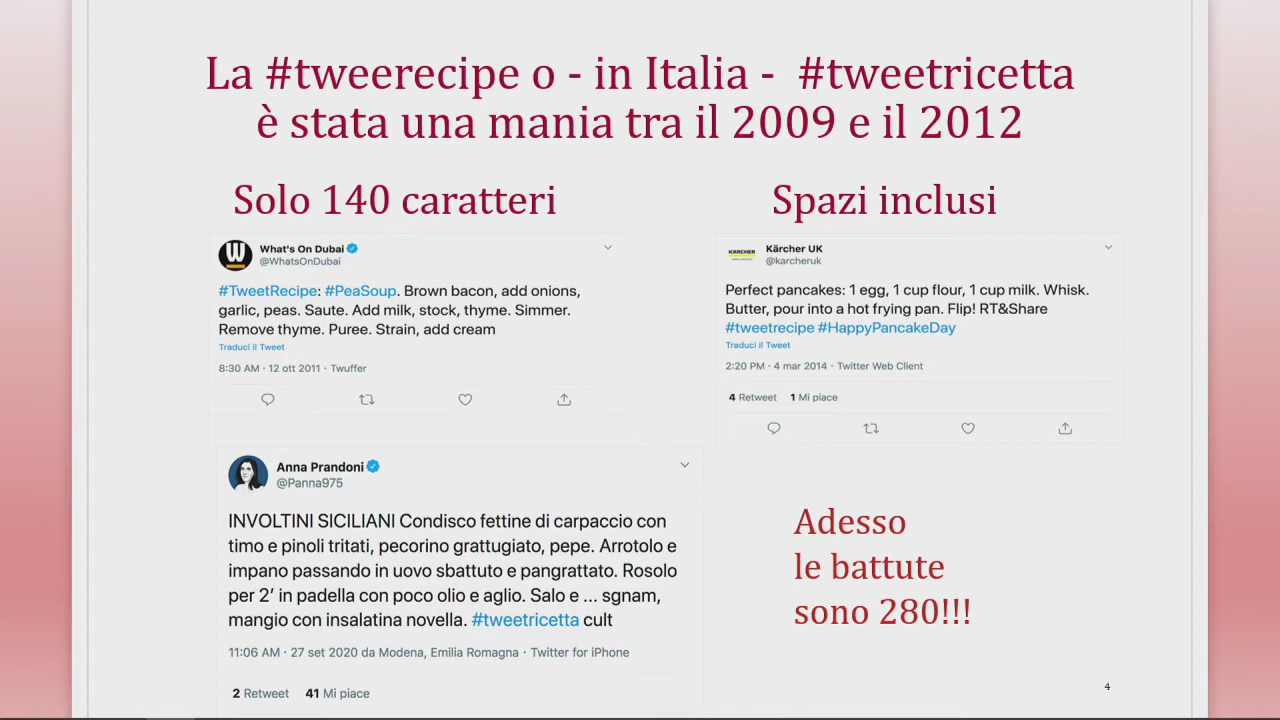 La #tweerecipe o - in Italia - #tweetricetta
è stata una mania tra il 2009 e il 2012
Solo 140 caratteri
Spazi inclusi
What's On Dubai
@WhatsOnDubai
#TweetRecipe: #PeaSoup. Brown bacon, add onions,
garlic, peas. Saute. Add milk, stock, thyme. Simmer.
Remove thyme. Puree. Strain, add cream
Traduci il Tweet
8:30 AM · 12 ott 2011 · Twuffer
KÄRCHER
Kärcher UK
@karcheruk
Perfect pancakes: 1 egg, 1 cup flour, 1 cup milk. Whisk.
Butter, pour into a hot frying pan. Flip! RT&Share
#tweetrecipe #HappyPancakeDay
Traduci il Tweet
2:20 PM · 4 mar 2014 · Twitter Web Client
4 Retweet 1 Mi piace
Anna Prandoni
@Panna975
INVOLTINI SICILIANI Condisco fettine di carpaccio con
timo e pinoli tritati, pecorino grattugiato, pepe. Arrotolo e
impano passando in uovo sbattuto e pangrattato. Rosolo
per 2’ in padella con poco olio e aglio. Salo e ... sgnam,
mangio con insalatina novella. #tweetricetta cult
11:06 AM · 27 set 2020 da Modena, Emilia Romagna · Twitter for iPhone
2 Retweet 41 Mi piace
Adesso
le battute
sono 280!!!
4